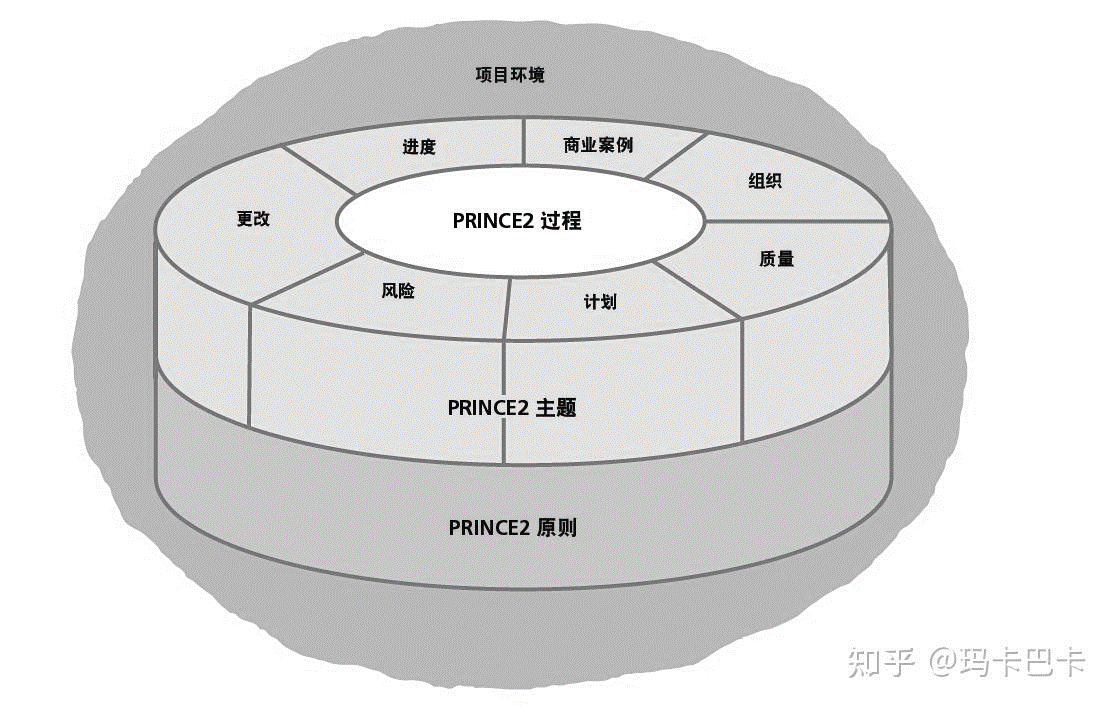 项目环境
进度
商业案例
组织
更改
PRINCE2 过程
质量
风险
计划
PRINCE2 主题
PRINCE2 原则
知乎 @玛卡巴卡